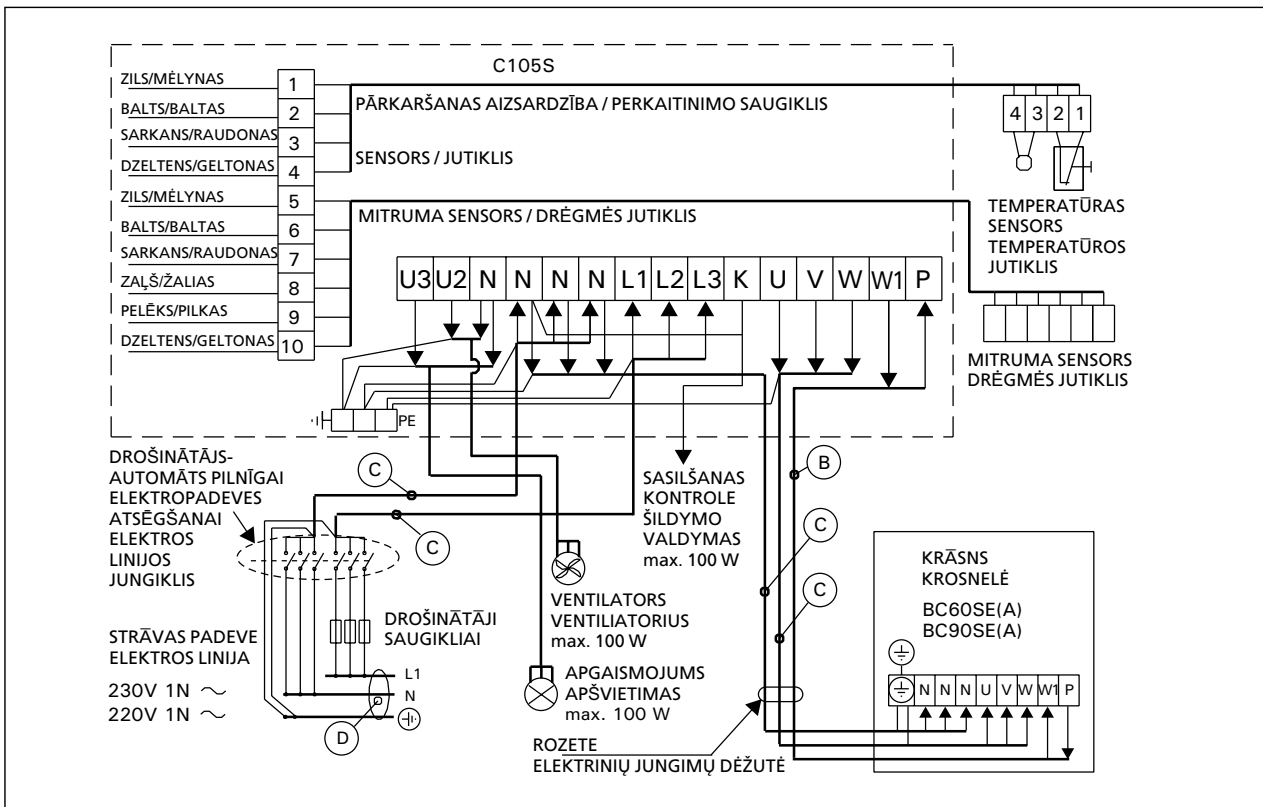 C105S
ZILS/MĖLYNAS
1
BALTS/BALTAS
2
SARKANS/RAUDONAS
3
DZELTENS/GELTONAS
4
ZILS/MĖLYNAS
5
BALTS/BALTAS
6
SARKANS/RAUDONAS
7
ZAĻŠ/ŽALIAS
8
PELĒKS/PILKAS
9
DZELTENS/GELTONAS
10
PĀRKARŠANAS AIZSARDZĪBA / PERKAITINIMO SAUGIKLIS
SENSORS / JUTIKLIS
MITRUMA SENSORS / DRĖGMĖS JUTIKLIS
4 3 2 1
TEMPERATŪRAS
SENSORS
TEMPERATŪROS
JUTIKLIS
U3 U2 N N N N L1 L2 L3 K U V W W1 P
MITRUMA SENSORS
DRĖGMĖS JUTIKLIS
PE
DROŠINĀTĀJS-
AUTOMĀTS PILNĪGAI
ELEKTROPADEVES
ATSĒGŠANAI
ELEKTROS
LINIJOS
JUNGIKLIS
C
C
SASILŠANAS
KONTROLE
ŠILDYMO
VALDYMAS
max. 100 W
B
C
C
KRĀSNS
KROSNELĖ
BC60SE(A)
BC90SE(A)
N N N U V W W1 P
VENTILATORS
VENTILIATORIUS
max. 100 W
DROŠINĀTĀJI
SAUGIKLIAI
STRĀVAS PADEVE
ELEKTROS LINIJA
230V 1N ～
220V 1N ～
L1
N
D
APGAISMOJUMS
APŠVIETIMAS
max. 100 W
ROZETE
ELEKTRINIŲ JUNGIMŲ DĖŽUTĖ